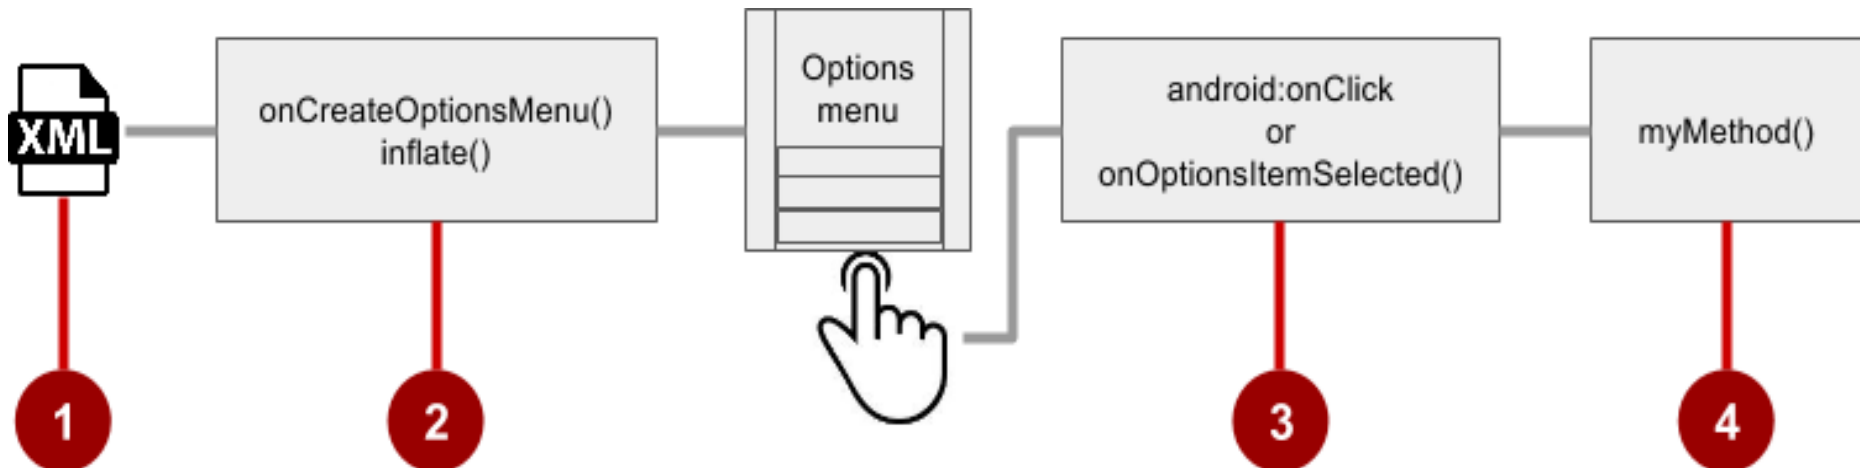 XML
onCreateOptionsMenu()
inflate()
Options
menu
android:onClick
or
onOptionsItemSelected()
myMethod()
1
2
3
4